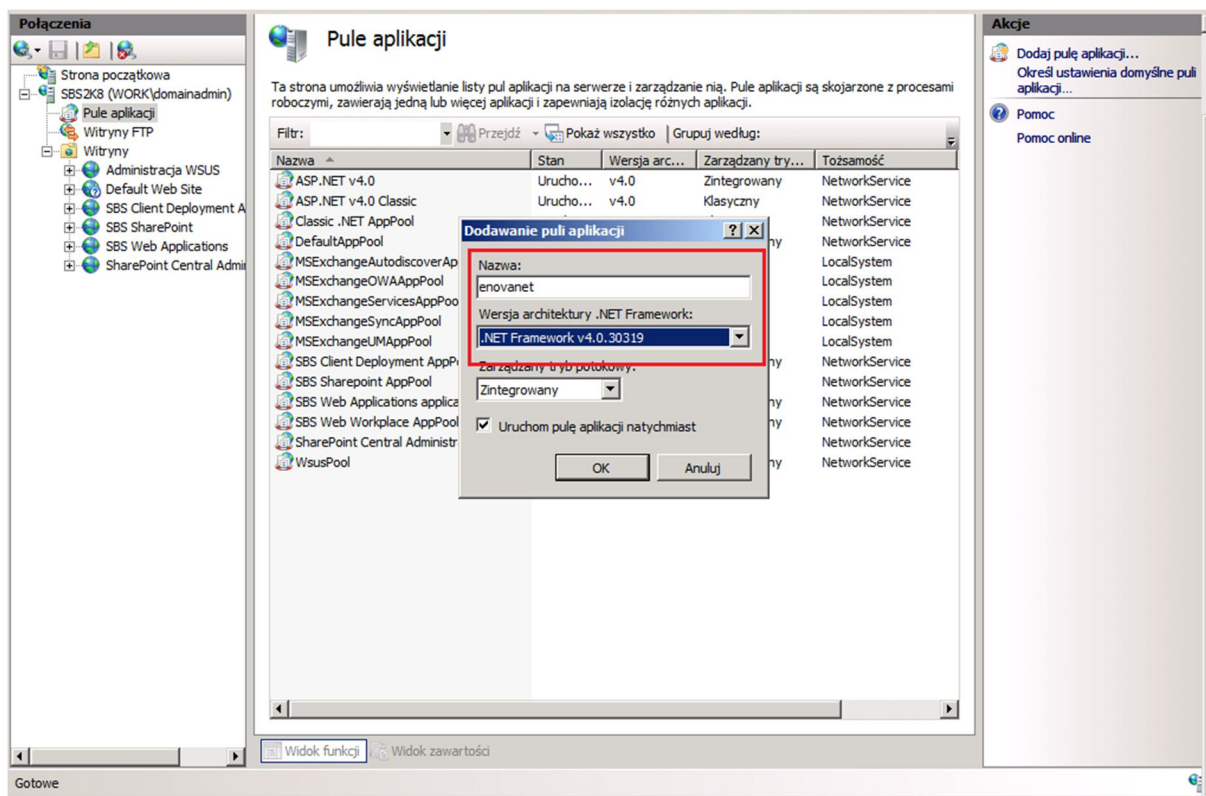 Połączenia
Strona początkowa
SBS2K8 (WORK\domainadmin)
Pule aplikacji
Witryny FTP
Witryny
Administracja WSUS
Default Web Site
SBS Client Deployment A
SBS SharePoint
SBS Web Applications
SharePoint Central Admi
Pule aplikacji
Ta strona umożliwia wyświetlanie listy pul aplikacji na serwerze i zarządzanie nią. Pule aplikacji są skojarzone z procesami
roboczymi, zawierają jedną lub więcej aplikacji i zapewniają izolację różnych aplikacji.
Filtr: Przejdź Pokaż wszystko Grupuj według:
Nazwa Stan Wersja arc... Zarządzany try... Tożsamość
ASP.NET v4.0 Urucho... v4.0 Zintegrowany NetworkService
ASP.NET v4.0 Classic Urucho... v4.0 Klasyczny NetworkService
Classic .NET AppPool NetworkService
DefaultAppPool ny NetworkService
MSExchangeAutodiscoverAp LocalSystem
MSExchangeOWAAppPool LocalSystem
MSExchangeServicesAppPoo LocalSystem
MSExchangeSyncAppPool LocalSystem
MSExchangeUMAppPool LocalSystem
SBS Client Deployment AppP ny NetworkService
SBS Sharepoint AppPool NetworkService
SBS Web Applications applica ny NetworkService
SBS Web Workplace AppPool ny NetworkService
SharePoint Central Administr NetworkService
WsusPool ny NetworkService
Dodawanie puli aplikacji
Nazwa:
enovanet
Wersja architektury .NET Framework:
.NET Framework v4.0.30319
Zarządzany tryb potokowy:
Zintegrowany
Uruchom pulę aplikacji natychmiast
OK Anuluj
Widok funkcji Widok zawartości
Akcje
Dodaj pulę aplikacji...
Określ ustawienia domyślne puli
aplikacji...
Pomoc
Pomoc online
Gotowe